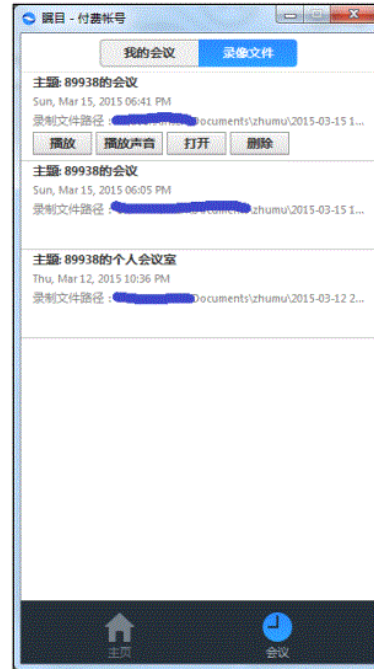 瞩目 - 付费帐号
我的会议 录像文件
主题: 89938的会议
Sun, Mar 15, 2015 06:41 PM
录制文件路径： Documents\zhumu\2015-03-15 1...
播放 播放声音 打开 删除
主题: 89938的会议
Sun, Mar 15, 2015 06:05 PM
录制文件路径： Documents\zhumu\2015-03-15 1...
主题: 89938的个人会议室
Thu, Mar 12, 2015 10:36 PM
录制文件路径： Documents\zhumu\2015-03-12 2...
主页 会议